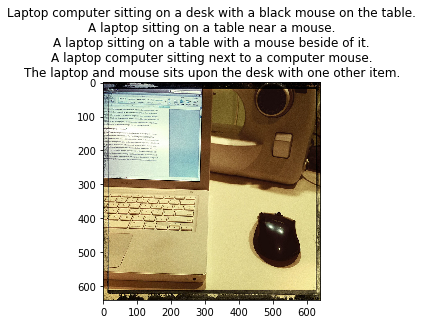 Laptop computer sitting on a desk with a black mouse on the table.
A laptop sitting on a table near a mouse.
A laptop sitting on a table with a mouse beside of it.
A laptop computer sitting next to a computer mouse.
The laptop and mouse sits upon the desk with one other item.
0
100
200
300
400
500
600
0 100 200 300 400 500 600